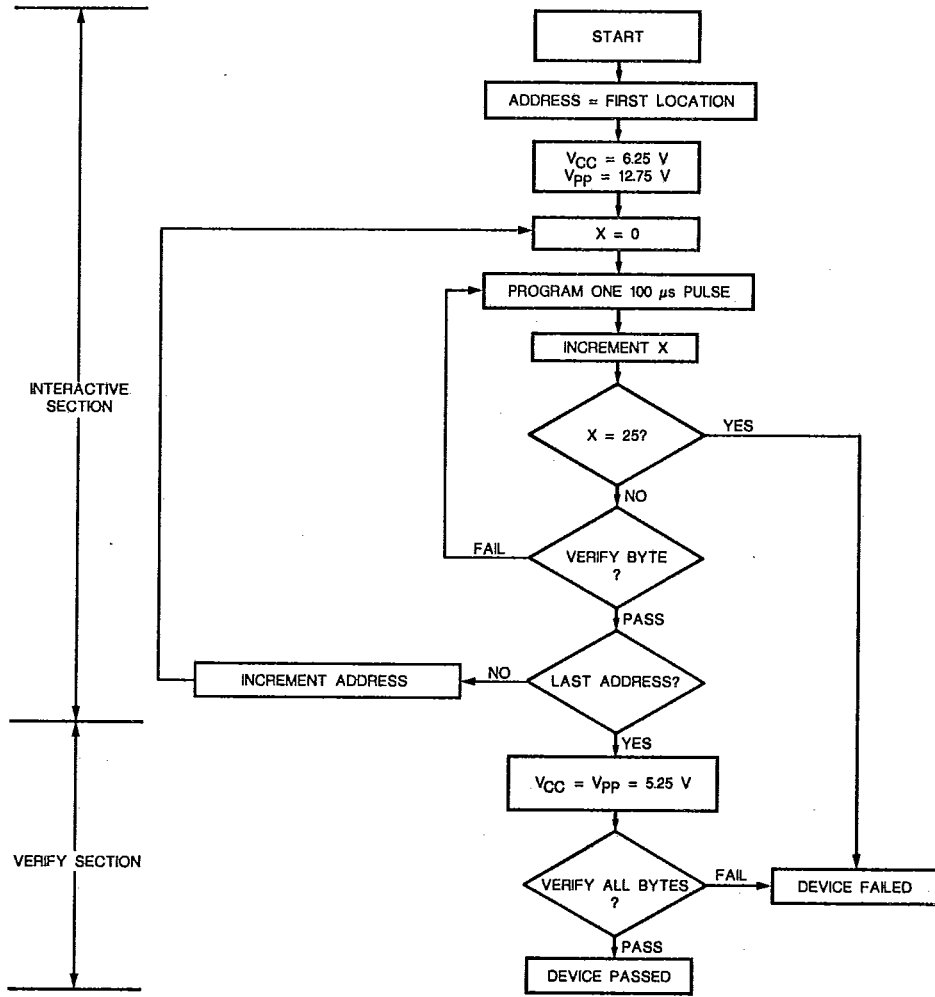 START
ADDRESS = FIRST LOCATION
VCC = 6.25 V
VPP = 12.75 V
X = 0
PROGRAM ONE 100 µs PULSE
INCREMENT X
INTERACTIVE
SECTION
X = 25?
YES
NO
VERIFY BYTE
?
FAIL
PASS
LAST ADDRESS?
NO
INCREMENT ADDRESS
YES
VCC = VPP = 5.25 V
VERIFY SECTION
VERIFY ALL BYTES
?
FAIL
DEVICE FAILED
PASS
DEVICE PASSED